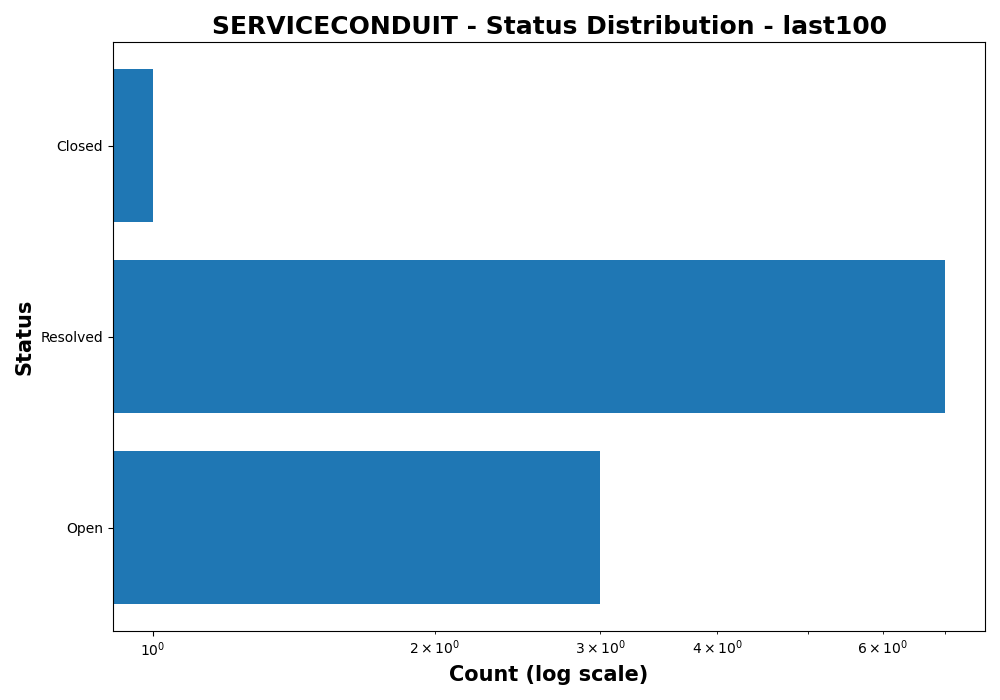 SERVICECONDUIT - Status Distribution - last100
Closed
Resolved
Open
Status
10⁰
2 × 10⁰
3 × 10⁰
4 × 10⁰
6 × 10⁰
Count (log scale)